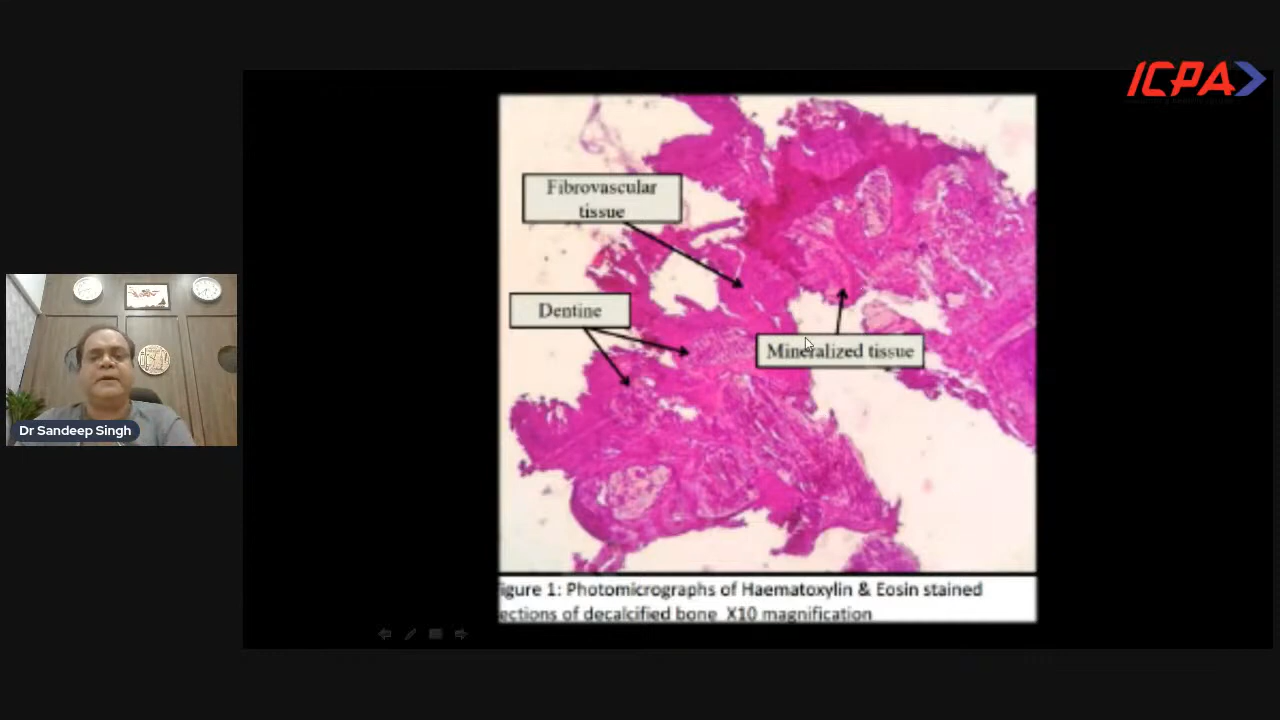 ICPA
Fibrovascular
tissue
Dentine
Mineralized tissue
Dr Sandeep Singh
igure 1: Photomicrographs of Haematoxylin & Eosin stained
ections of decalcified bone X10 magnification